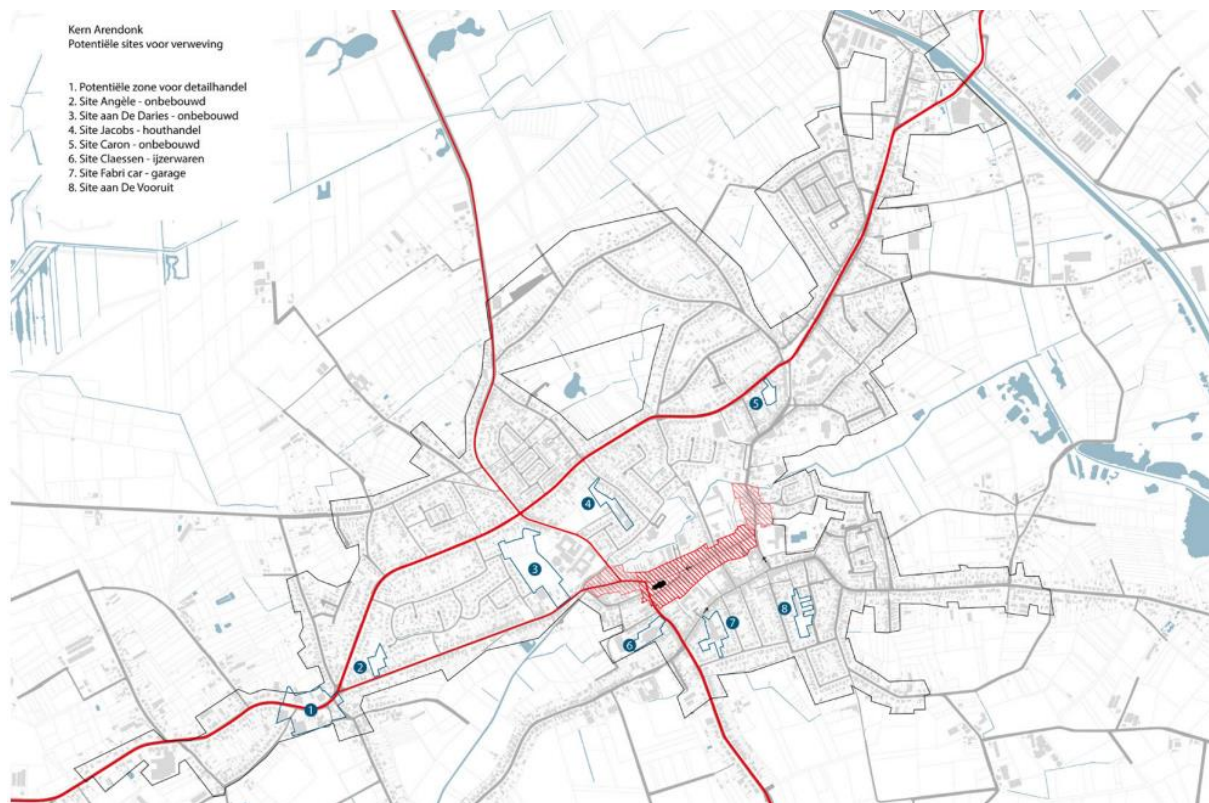 Kern Arendonk
Potentiële sites voor verweving
1. Potentiële zone voor detailhandel
2. Site Angèle - onbebouwd
3. Site aan De Daries - onbebouwd
4. Site Jacobs - houthandel
5. Site Caron - onbebouwd
6. Site Claessen - ijzerwaren
7. Site Fabri car - garage
8. Site aan De Vooruit
5
4
3
8
7
6
2
1